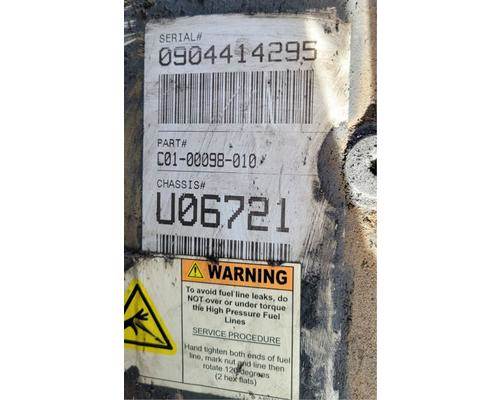 SERIAL#
0904414295
PART#
C01-00098-010
CHASSIS#
U06721
WARNING
To avoid fuel line leaks, do
NOT over or under torque
the High Pressure Fuel
Lines
SERVICE PROCEDURE
Hand tighten both ends of fuel
line, mark nut and line then
rotate 120 degrees
(2 hex flats)